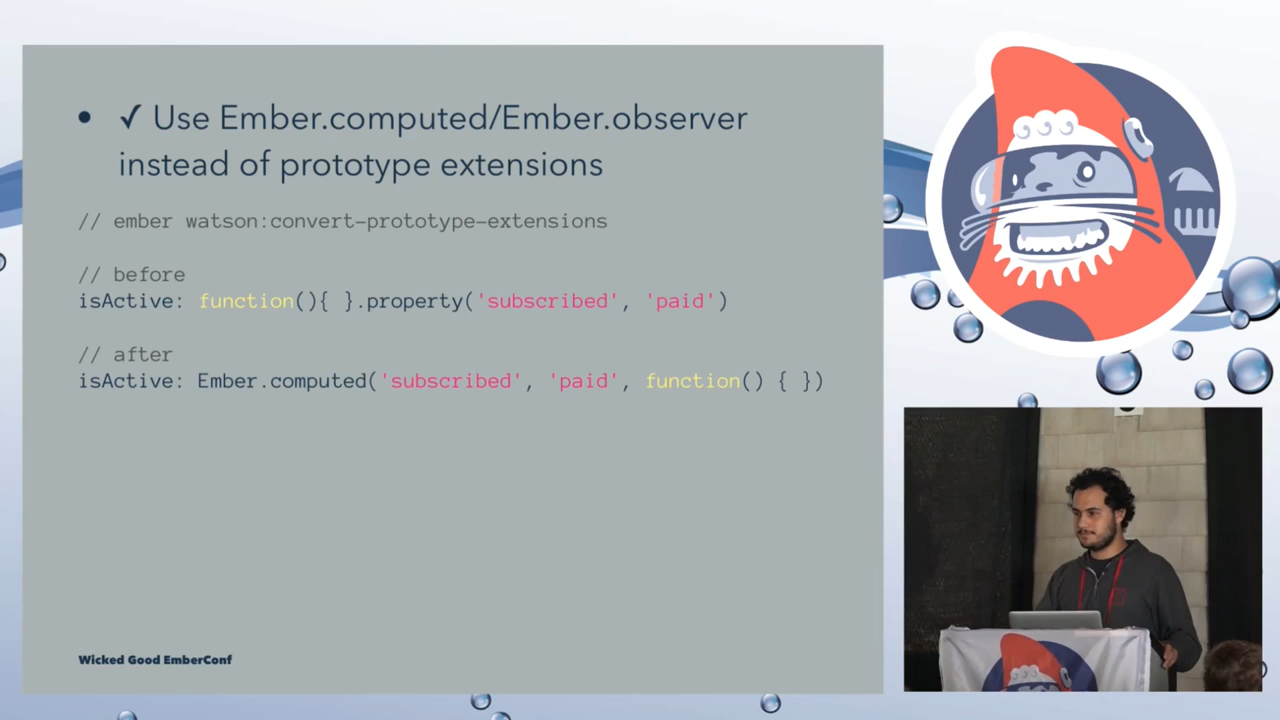 • ✓ Use Ember.computed/Ember.observer
instead of prototype extensions
// ember watson:convert-prototype-extensions
// before
isActive: function(){ }.property('subscribed', 'paid')
// after
isActive: Ember.computed('subscribed', 'paid', function() { })
Wicked Good EmberConf